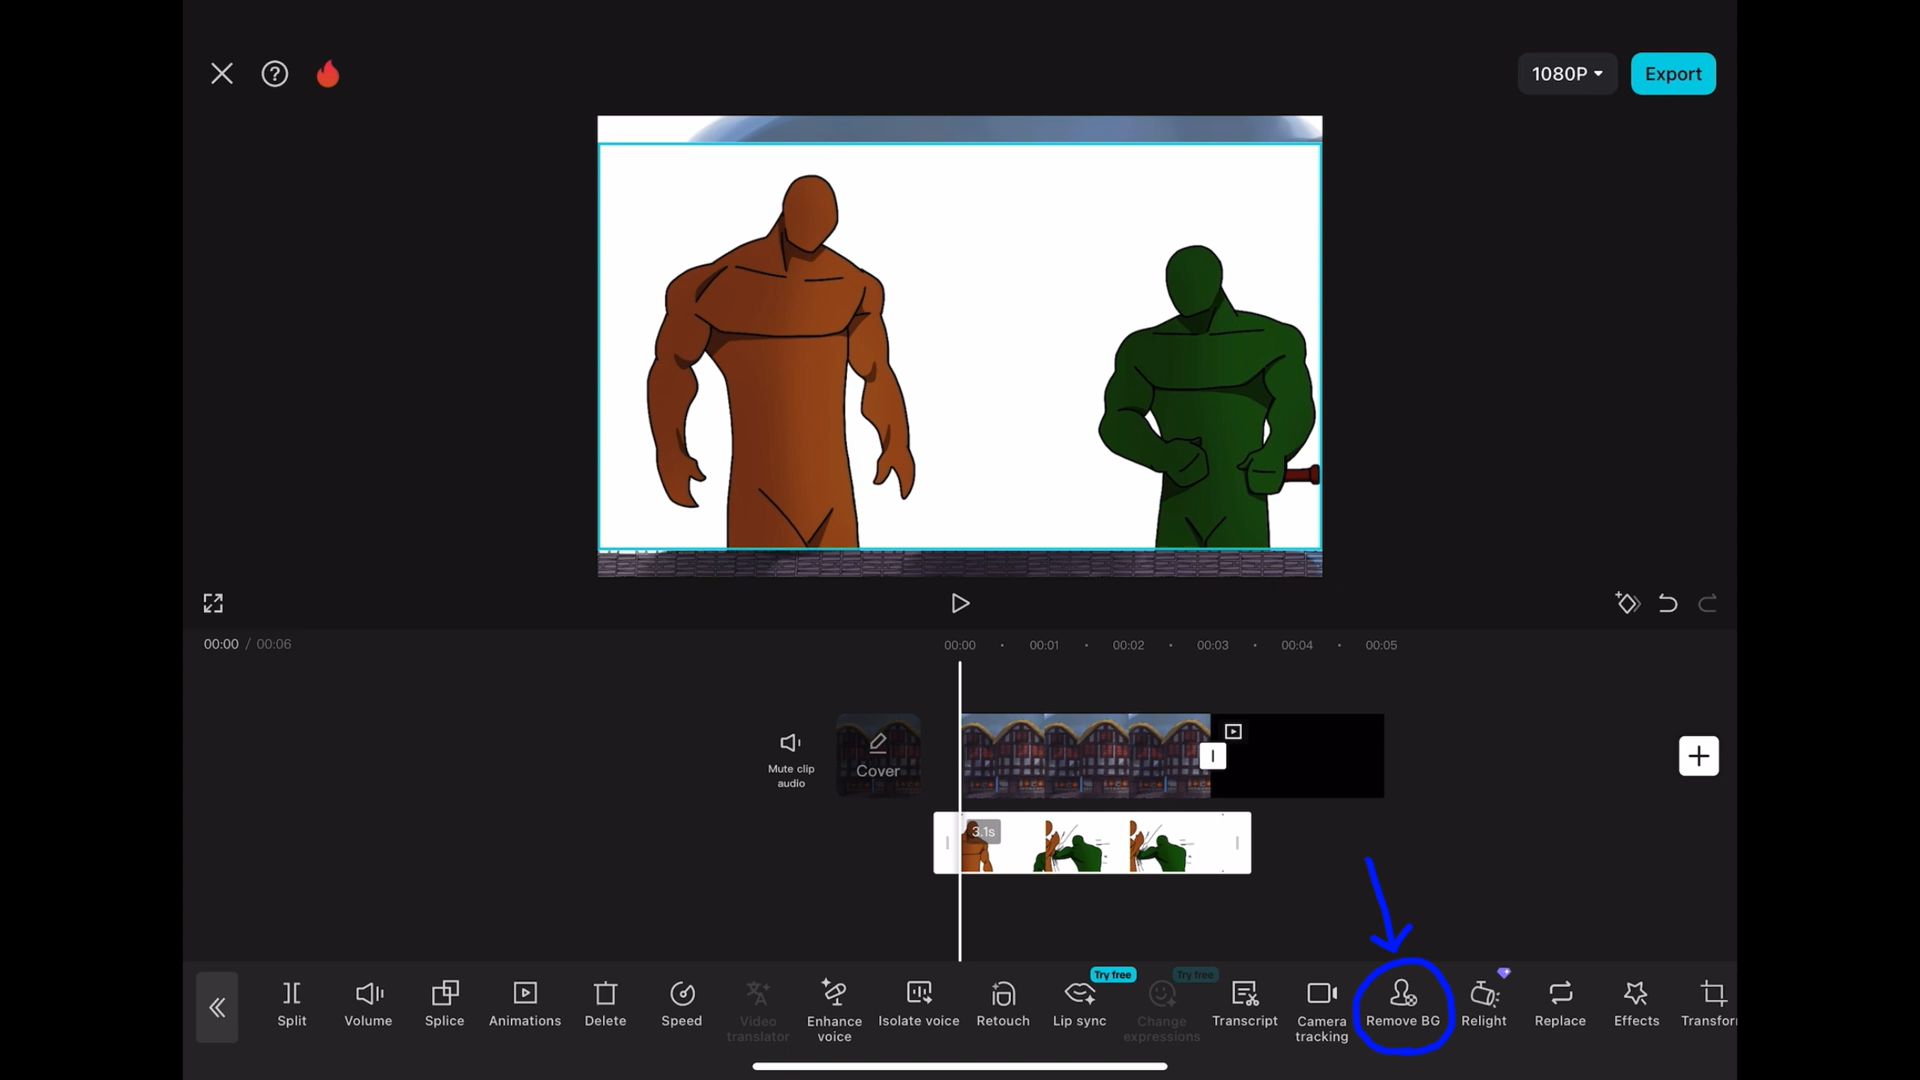 1080P
Export
00:00 / 00:06
00:00
00:01
00:02
00:03
00:04
00:05
Mute clip
audio
Cover
3.1s
Try free
Try free
Split
Volume
Splice
Animations
Delete
Speed
Video
translator
Enhance
voice
Isolate voice
Retouch
Lip sync
Change
expressions
Transcript
Camera
tracking
Remove BG
Relight
Replace
Effects
Transfor